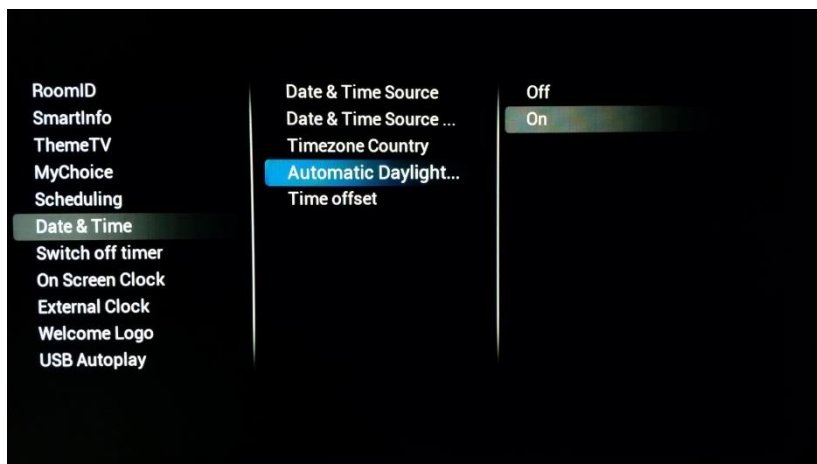 RoomID
SmartInfo
ThemeTV
MyChoice
Scheduling
Date & Time
Switch off timer
On Screen Clock
External Clock
Welcome Logo
USB Autoplay
Date & Time Source
Date & Time Source ...
Timezone Country
Automatic Daylight...
Time offset
Off
On